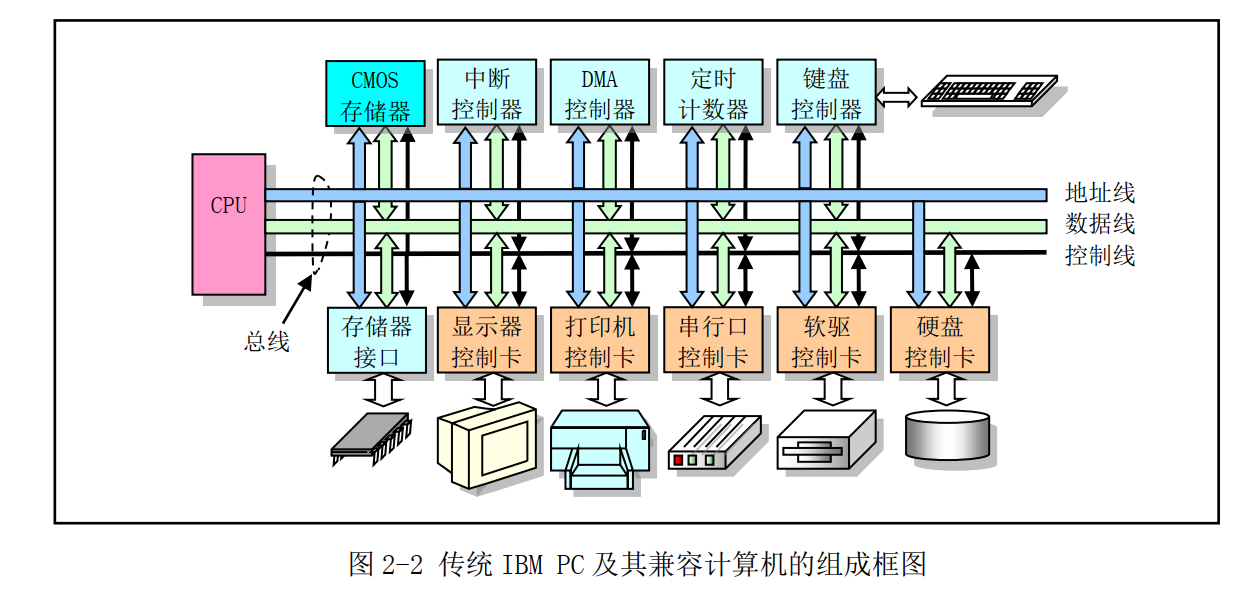 CMOS
存储器
中断
控制器
DMA
控制器
定时
计数器
键盘
控制器
CPU
地址线
数据线
控制线
总线
存储器
接口
显示器
控制卡
打印机
控制卡
串行口
控制卡
软驱
控制卡
硬盘
控制卡
图 2-2 传统 IBM PC 及其兼容计算机的组成框图